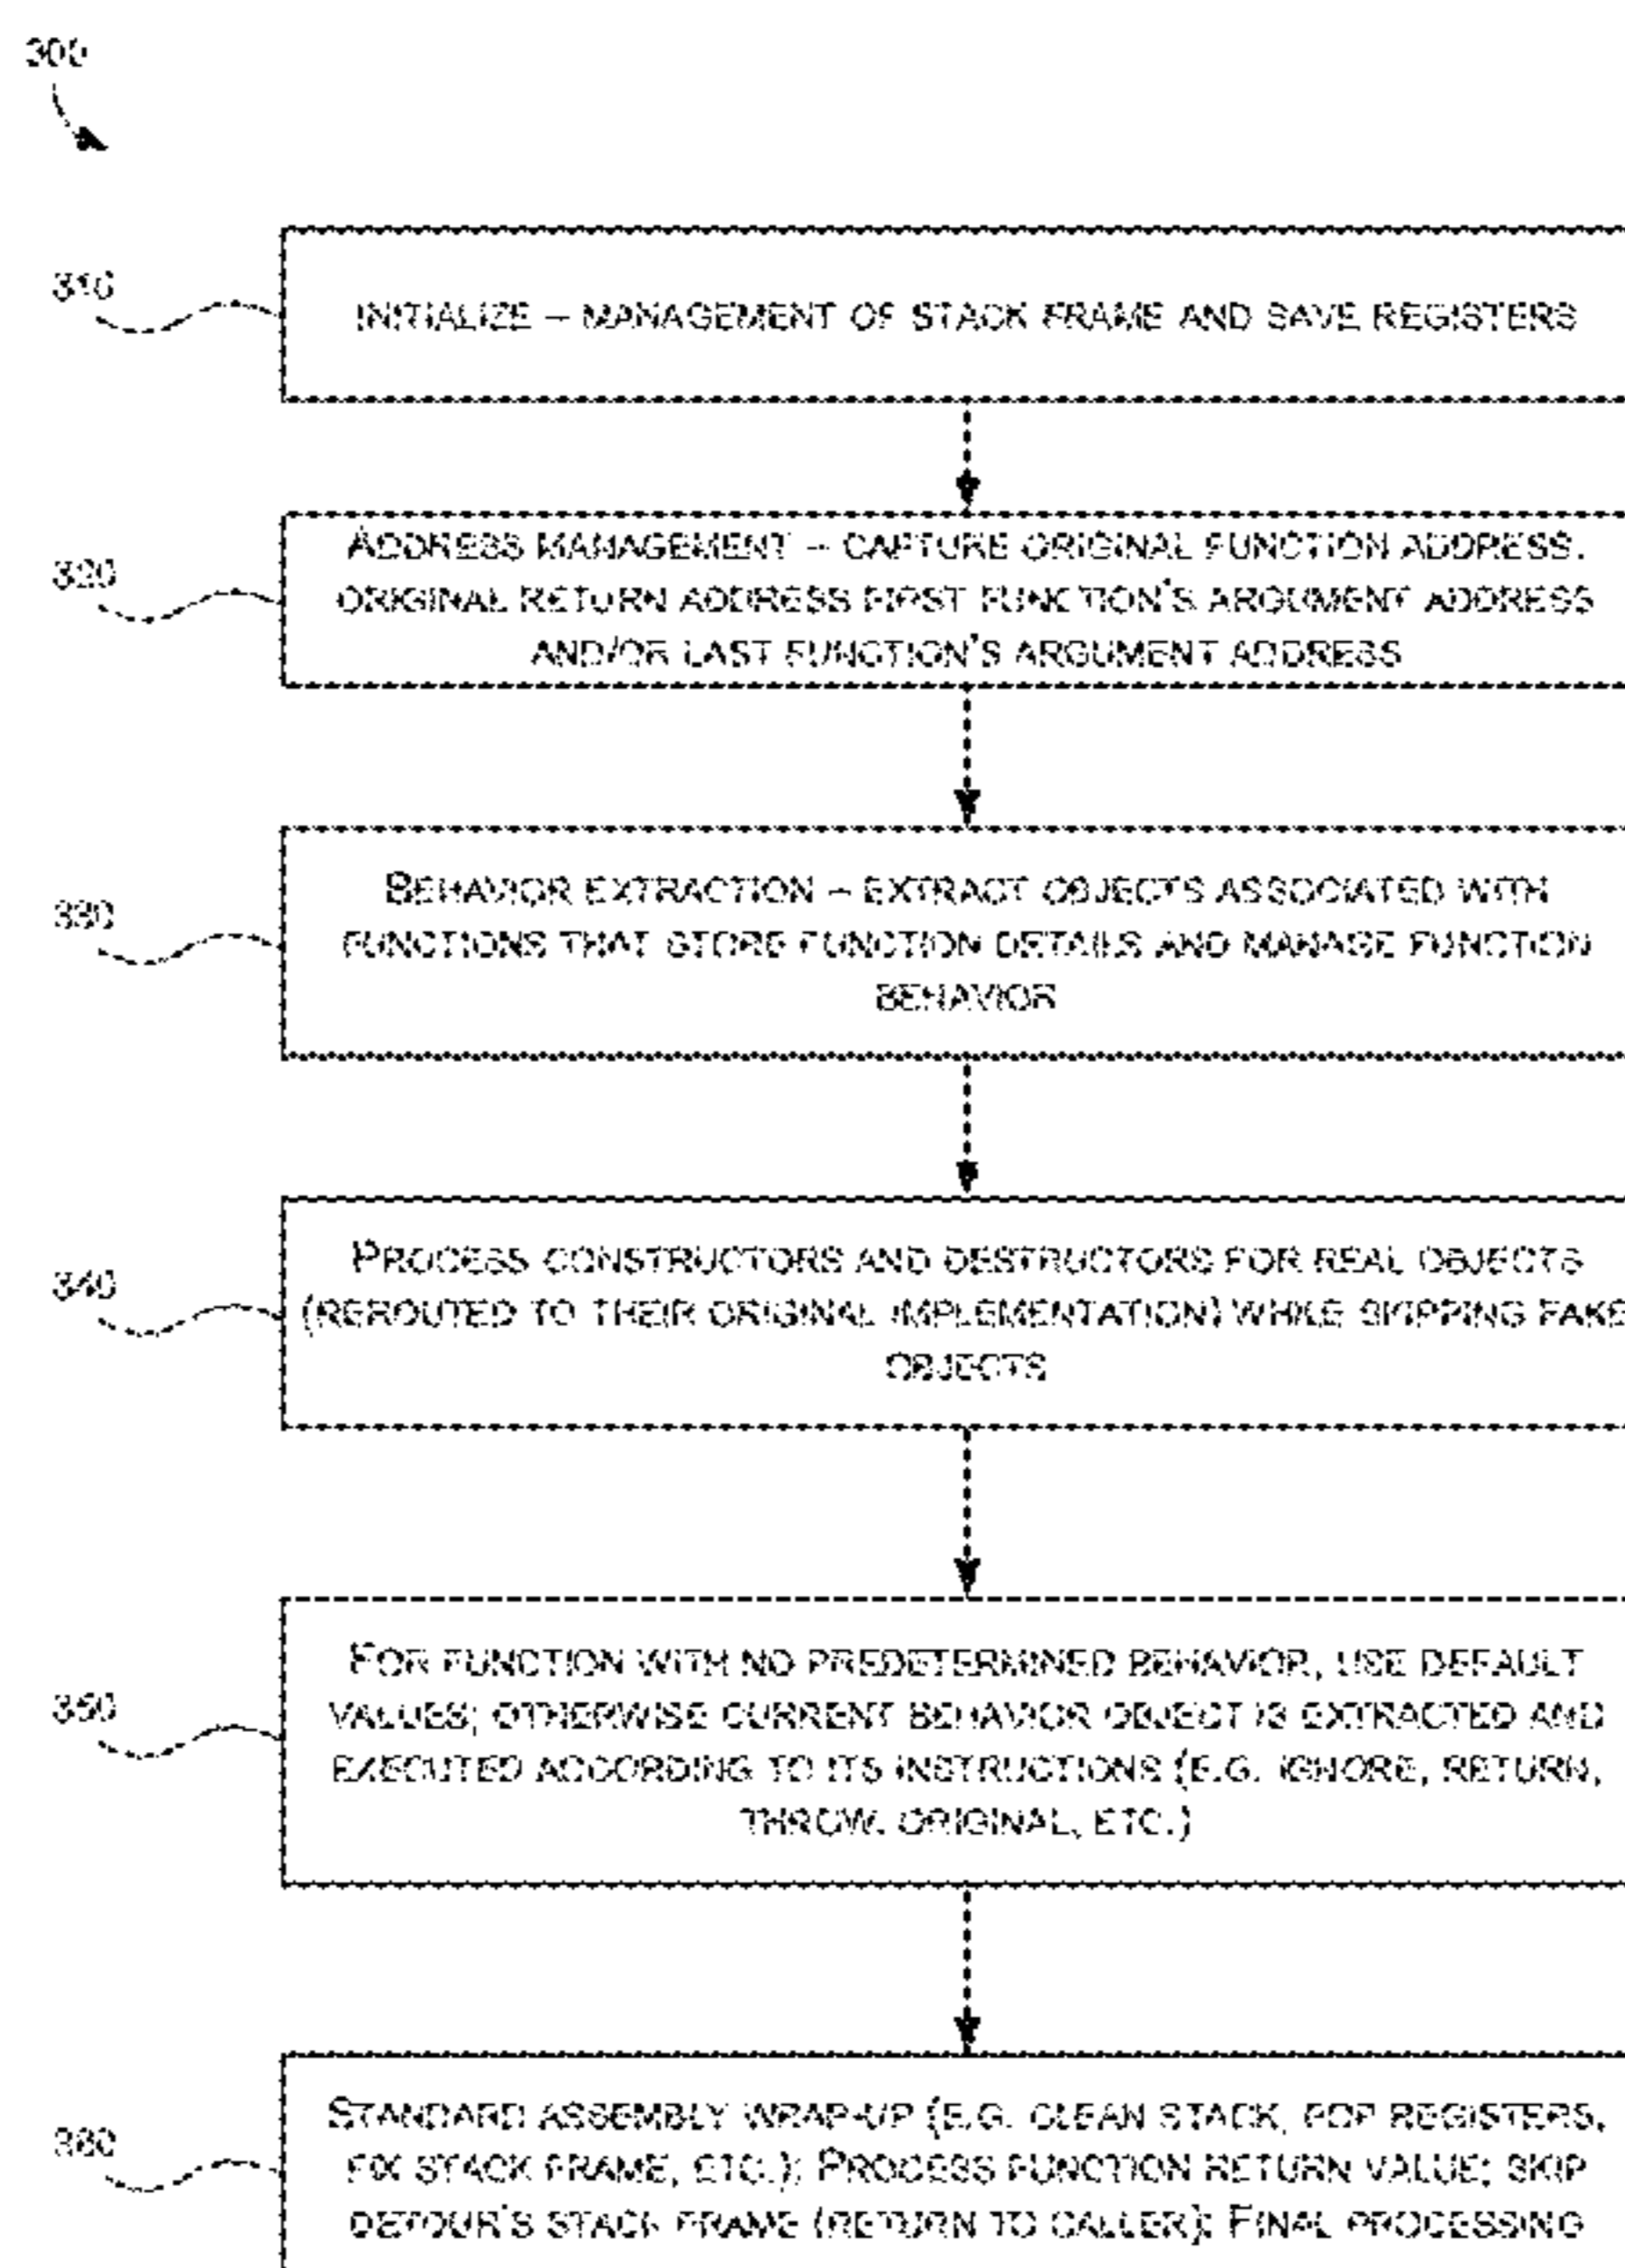 300
310
INITIALIZE – MANAGEMENT OF STACK FRAME AND SAVE REGISTERS
320
ADDRESS MANAGEMENT – CAPTURE ORIGINAL FUNCTION ADDRESS,
ORIGINAL RETURN ADDRESS FIRST FUNCTION'S ARGUMENT ADDRESS
AND/OR LAST FUNCTION'S ARGUMENT ADDRESS
330
BEHAVIOR EXTRACTION – EXTRACT OBJECTS ASSOCIATED WITH
FUNCTIONS THAT STORE FUNCTION DETAILS AND MANAGE FUNCTION
BEHAVIOR
340
PROCESS CONSTRUCTORS AND DESTRUCTORS FOR REAL OBJECTS
(REROUTED TO THEIR ORIGINAL IMPLEMENTATION) WHILE SKIPPING FAKE
OBJECTS
350
FOR FUNCTION WITH NO PREDETERMINED BEHAVIOR, USE DEFAULT
VALUES; OTHERWISE CURRENT BEHAVIOR OBJECT IS EXTRACTED AND
EXECUTED ACCORDING TO ITS INSTRUCTIONS (E.G. IGNORE, RETURN,
THROW, ORIGINAL, ETC.)
360
STANDARD ASSEMBLY WRAP-UP (E.G. CLEAN STACK, POP REGISTERS,
FIX STACK FRAME, ETC.); PROCESS FUNCTION RETURN VALUE; SKIP
DETOUR'S STACK FRAME (RETURN TO CALLER); FINAL PROCESSING